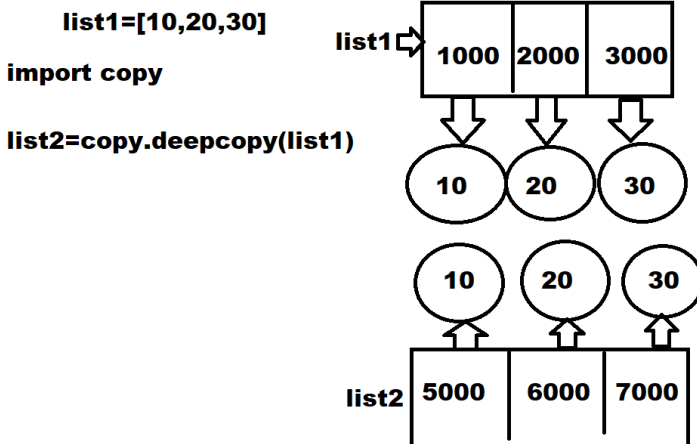 list1=[10,20,30]
import copy
list2=copy.deepcopy(list1)
list1
1000 2000 3000
10 20 30
10 20 30
list2
5000 6000 7000